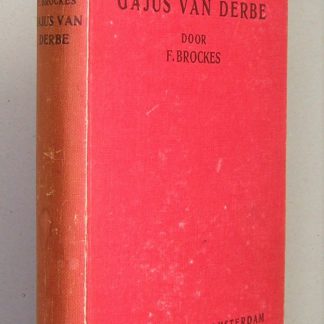 F. BROCKES
GAJUS VAN
DERBE
GAJUS VAN DERBE
DOOR
F. BROCKES